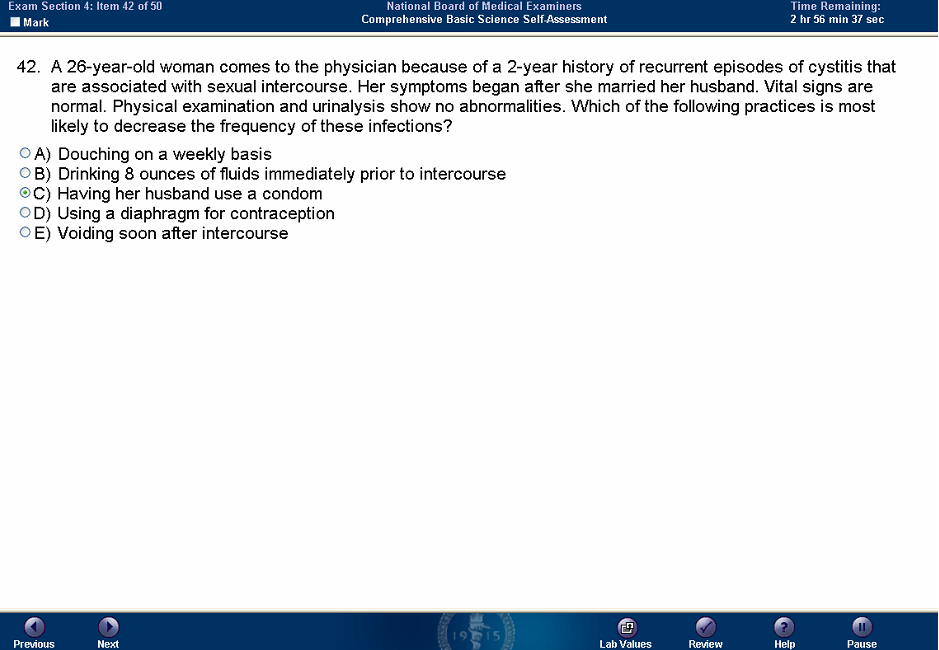 Exam Section 4: Item 42 of 50
National Board of Medical Examiners
Time Remaining:
Mark
Comprehensive Basic Science Self-Assessment
2 hr 56 min 37 sec
42. A 26-year-old woman comes to the physician because of a 2-year history of recurrent episodes of cystitis that
are associated with sexual intercourse. Her symptoms began after she married her husband. Vital signs are
normal. Physical examination and urinalysis show no abnormalities. Which of the following practices is most
likely to decrease the frequency of these infections?
A) Douching on a weekly basis
B) Drinking 8 ounces of fluids immediately prior to intercourse
C) Having her husband use a condom
D) Using a diaphragm for contraception
E) Voiding soon after intercourse
19 15
Previous
Next
Lab Values
Review
Help
Pause